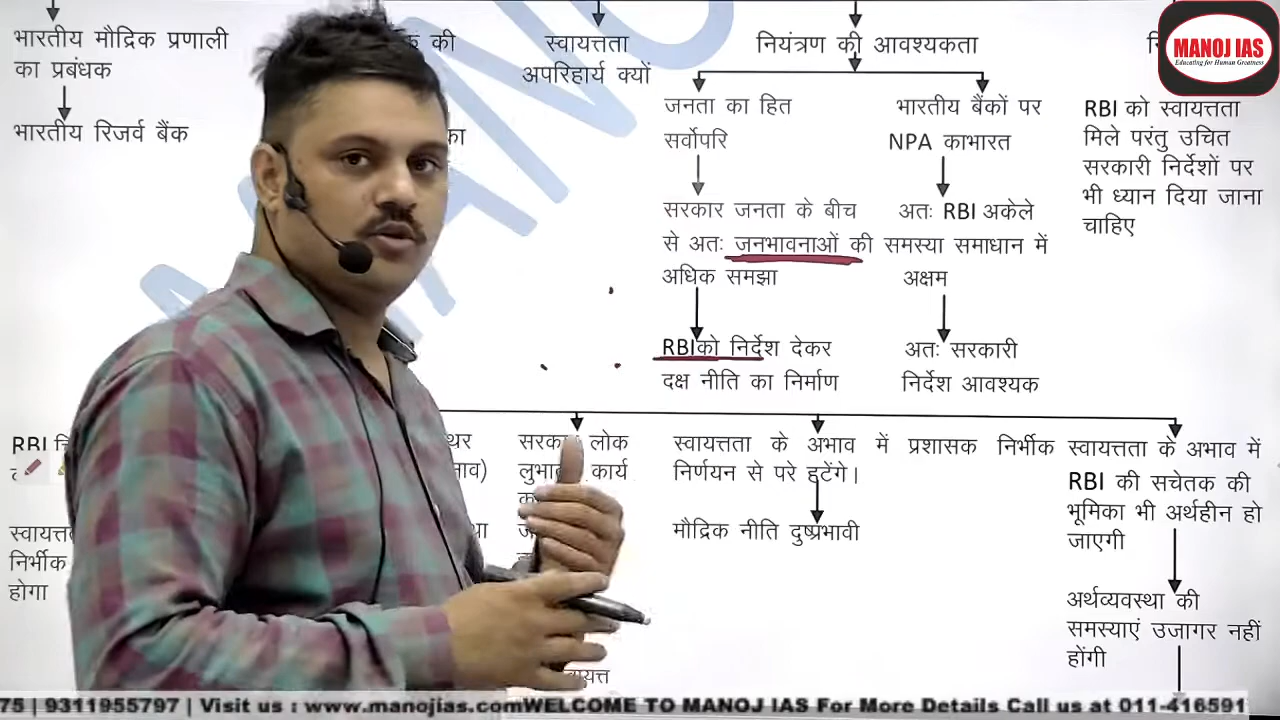 भारतीय मौद्रिक प्रणाली
का प्रबंधक
भारतीय रिजर्व बैंक
की
स्वायत्तता
अपरिहार्य क्यों
नियंत्रण की आवश्यकता
जनता का हित
सर्वोपरि
सरकार जनता के बीच
से अतः जनभावनाओं की
अधिक समझा
RBIको निर्देश देकर
दक्ष नीति का निर्माण
भारतीय बैंकों पर
NPA काभारत
अतः RBI अकेले
समस्या समाधान में
अक्षम
अतः सरकारी
निर्देश आवश्यक
MANOJ IAS
Educating for Human Greatness
RBI को स्वायत्तता
मिले परंतु उचित
सरकारी निर्देशों पर
भी ध्यान दिया जाना
चाहिए
RBI
स्वायत्त
निर्भीक
होगा
लोक
कार्य
स्वायत्तता के अभाव में प्रशासक निर्भीक
निर्णयन से परे हटेंगे।
मौद्रिक नीति दुष्प्रभावी
स्वायत्तता के अभाव में
RBI की सचेतक की
भूमिका भी अर्थहीन हो
जाएगी
अर्थव्यवस्था की
समस्याएं उजागर नहीं
होंगी
75 | 9311955797 | Visit us : www.manojias.comWELCOME TO MANOJ IAS For More Details Call us at 011-416591